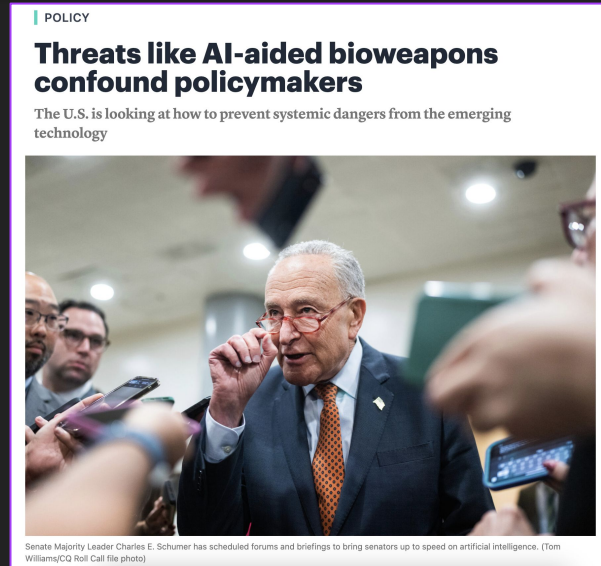 POLICY
Threats like AI-aided bioweapons
confound policymakers
The U.S. is looking at how to prevent systemic dangers from the emerging
technology
Senate Majority Leader Charles E. Schumer has scheduled forums and briefings to bring senators up to speed on artificial intelligence. (Tom
Williams/CQ Roll Call file photo)